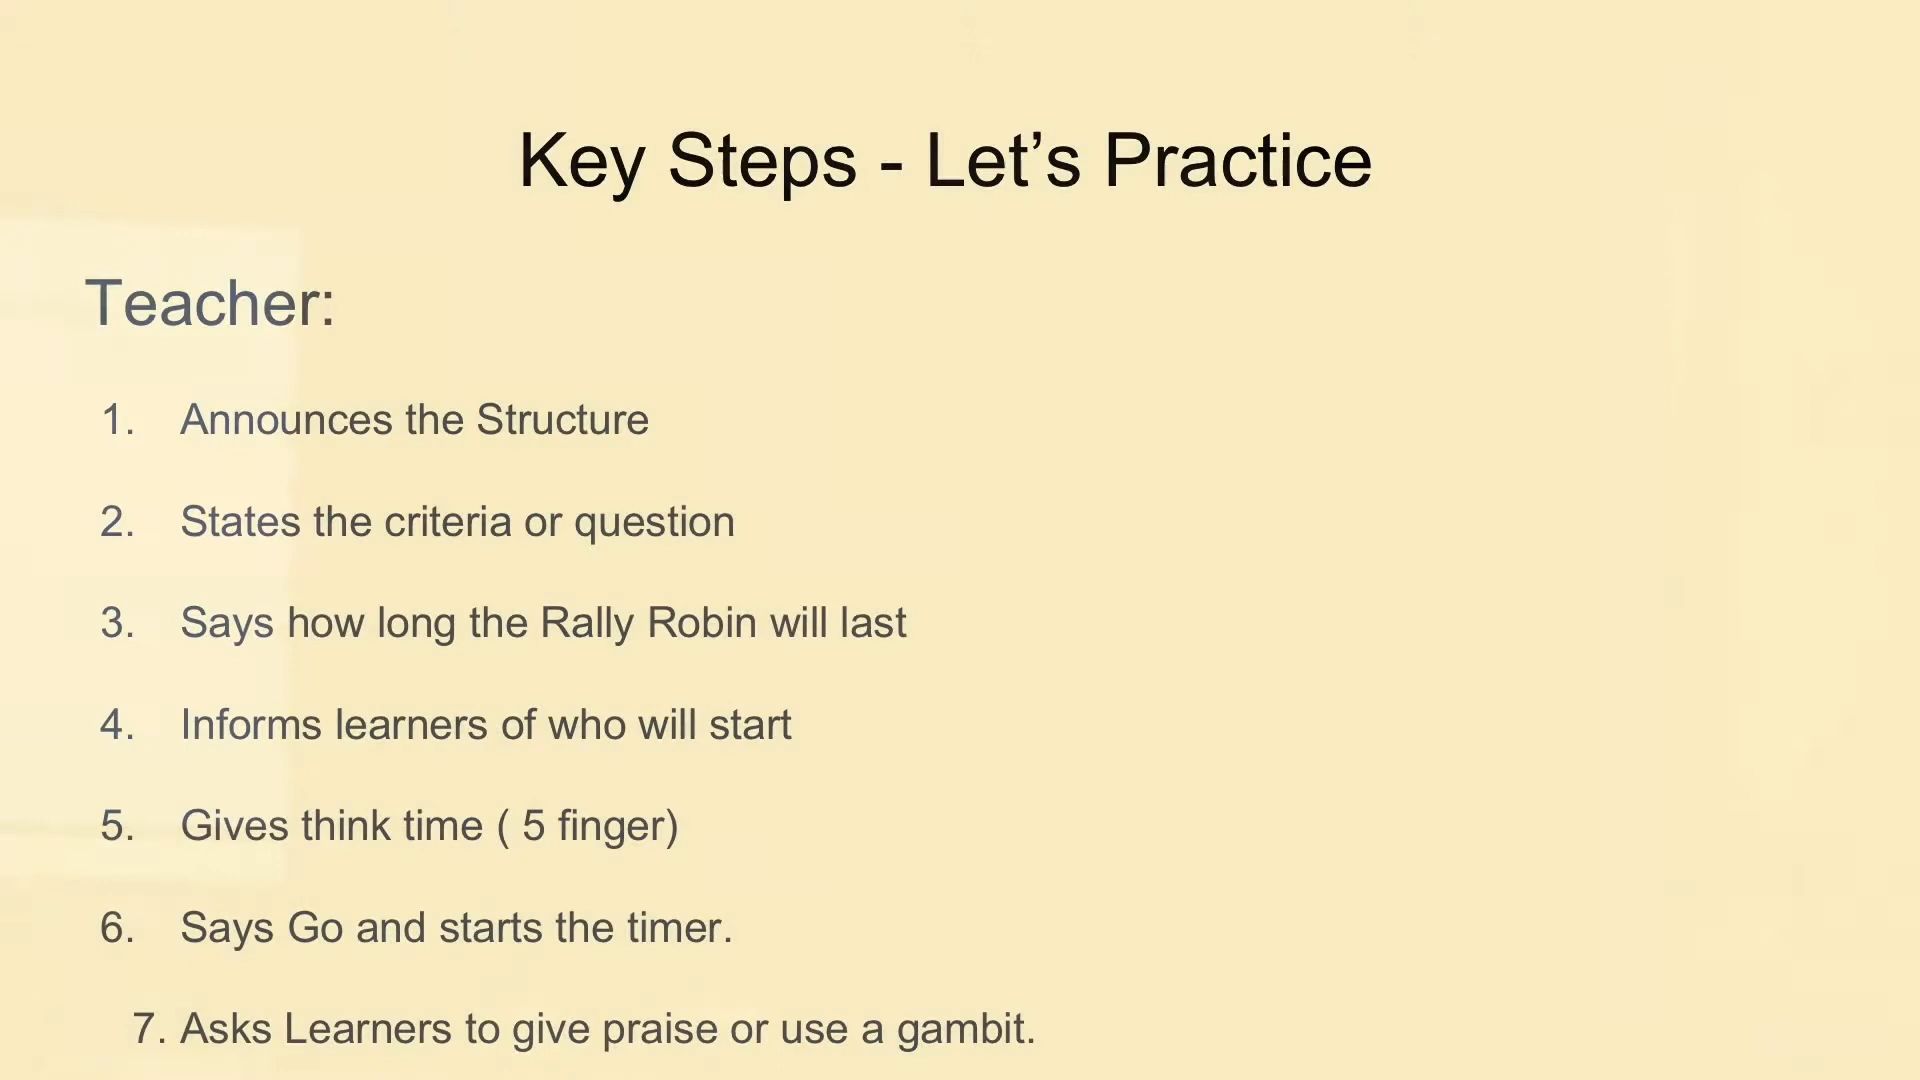 Key Steps - Let’s Practice
Teacher:
1. Announces the Structure
2. States the criteria or question
3. Says how long the Rally Robin will last
4. Informs learners of who will start
5. Gives think time ( 5 finger)
6. Says Go and starts the timer.
7. Asks Learners to give praise or use a gambit.